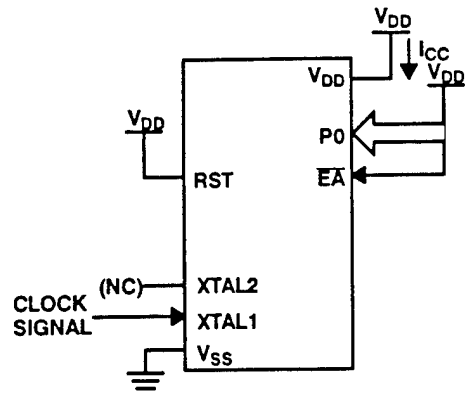 VDD
ICC
VDD
VDD
P0
VDD
RST
EA
(NC)
XTAL2
CLOCK
SIGNAL
XTAL1
VSS